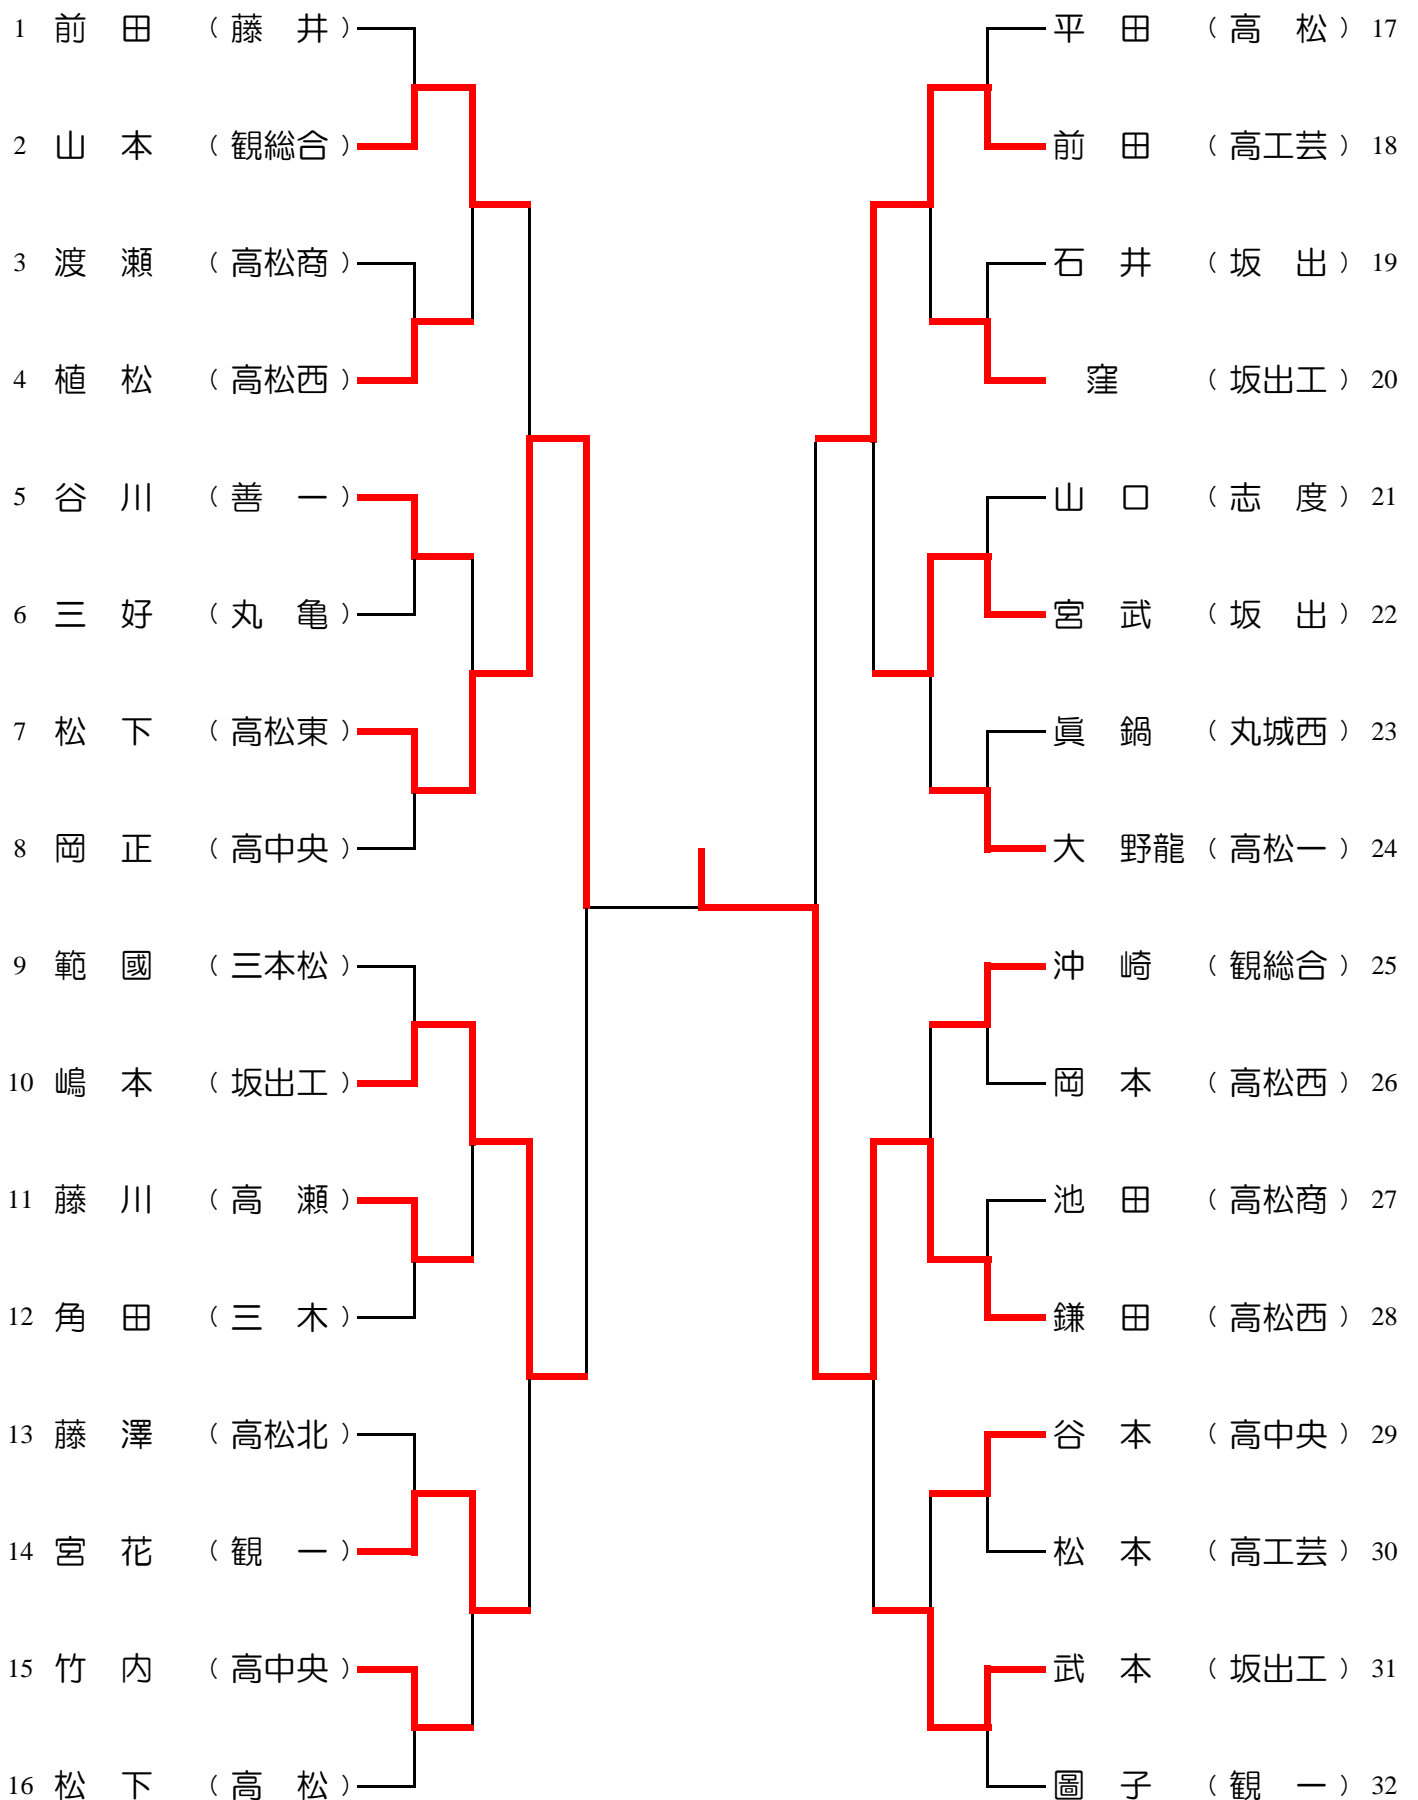 1 前 田 （ 藤 井 ）
2 山 本 （ 観総合 ）
3 渡 瀬 （ 高松商 ）
4 植 松 （ 高松西 ）
5 谷 川 （ 善 一 ）
6 三 好 （ 丸 亀 ）
7 松 下 （ 高松東 ）
8 岡 正 （ 高中央 ）
9 範 國 （ 三本松 ）
10 嶋 本 （ 坂出工 ）
11 藤 川 （ 高 瀬 ）
12 角 田 （ 三 木 ）
13 藤 澤 （ 高松北 ）
14 宮 花 （ 観 一 ）
15 竹 内 （ 高中央 ）
16 松 下 （ 高 松 ）
平 田 （ 高 松 ） 17
前 田 （ 高工芸 ） 18
石 井 （ 坂 出 ） 19
窪 （ 坂出工 ） 20
山 口 （ 志 度 ） 21
宮 武 （ 坂 出 ） 22
眞 鍋 （ 丸城西 ） 23
大 野龍 （ 高松一 ） 24
沖 崎 （ 観総合 ） 25
岡 本 （ 高松西 ） 26
池 田 （ 高松商 ） 27
鎌 田 （ 高松西 ） 28
谷 本 （ 高中央 ） 29
松 本 （ 高工芸 ） 30
武 本 （ 坂出工 ） 31
圖 子 （ 観 一 ） 32